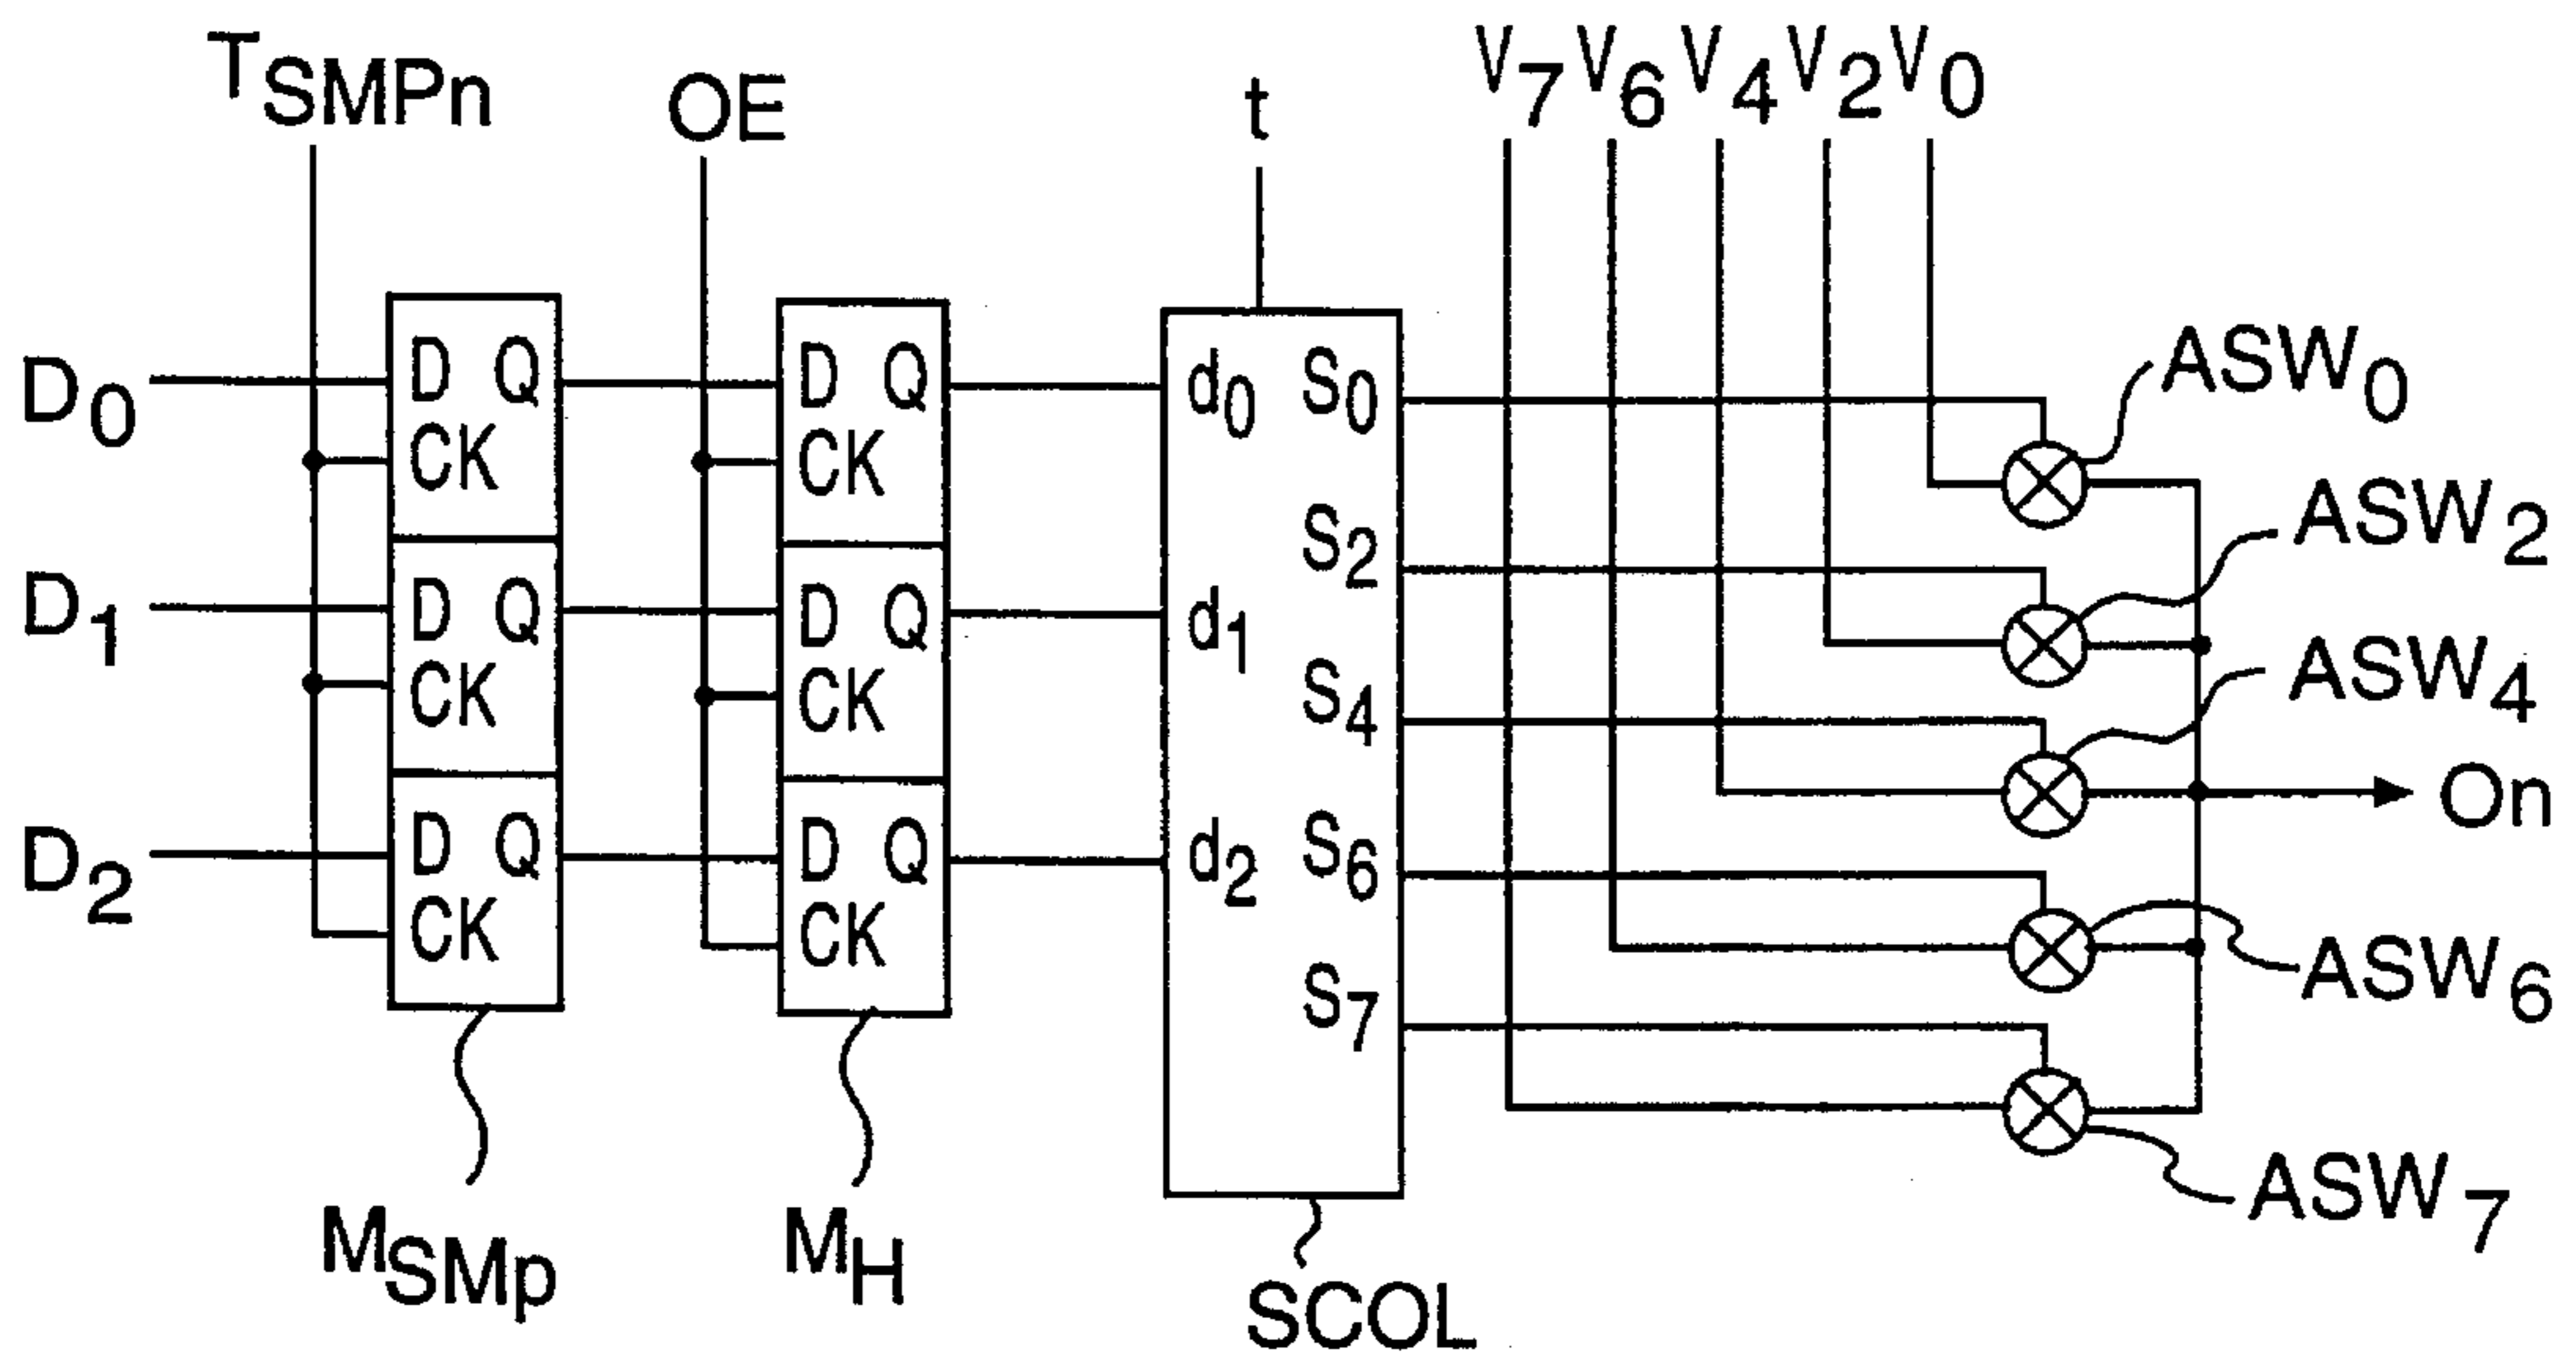 T SMPn OE t V7 V6 V4 V2 V0
D0 D Q D Q d0 S0 ASW0
CK CK
S2 ASW2
D1 D Q D Q d1
CK CK S4 ASW4
On
D2 D Q D Q d2 S6
CK CK ASW6
S7
ASW7
MSMp MH
SCOL